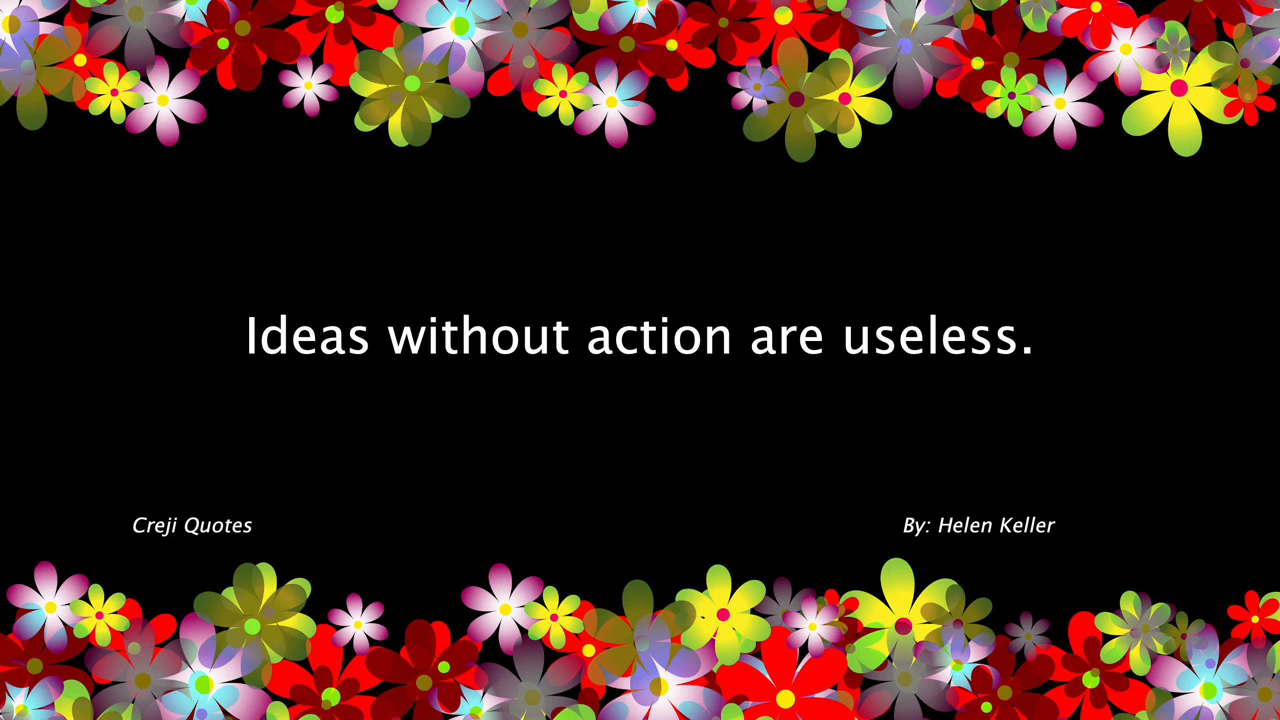 Ideas without action are useless.
Creji Quotes
By: Helen Keller